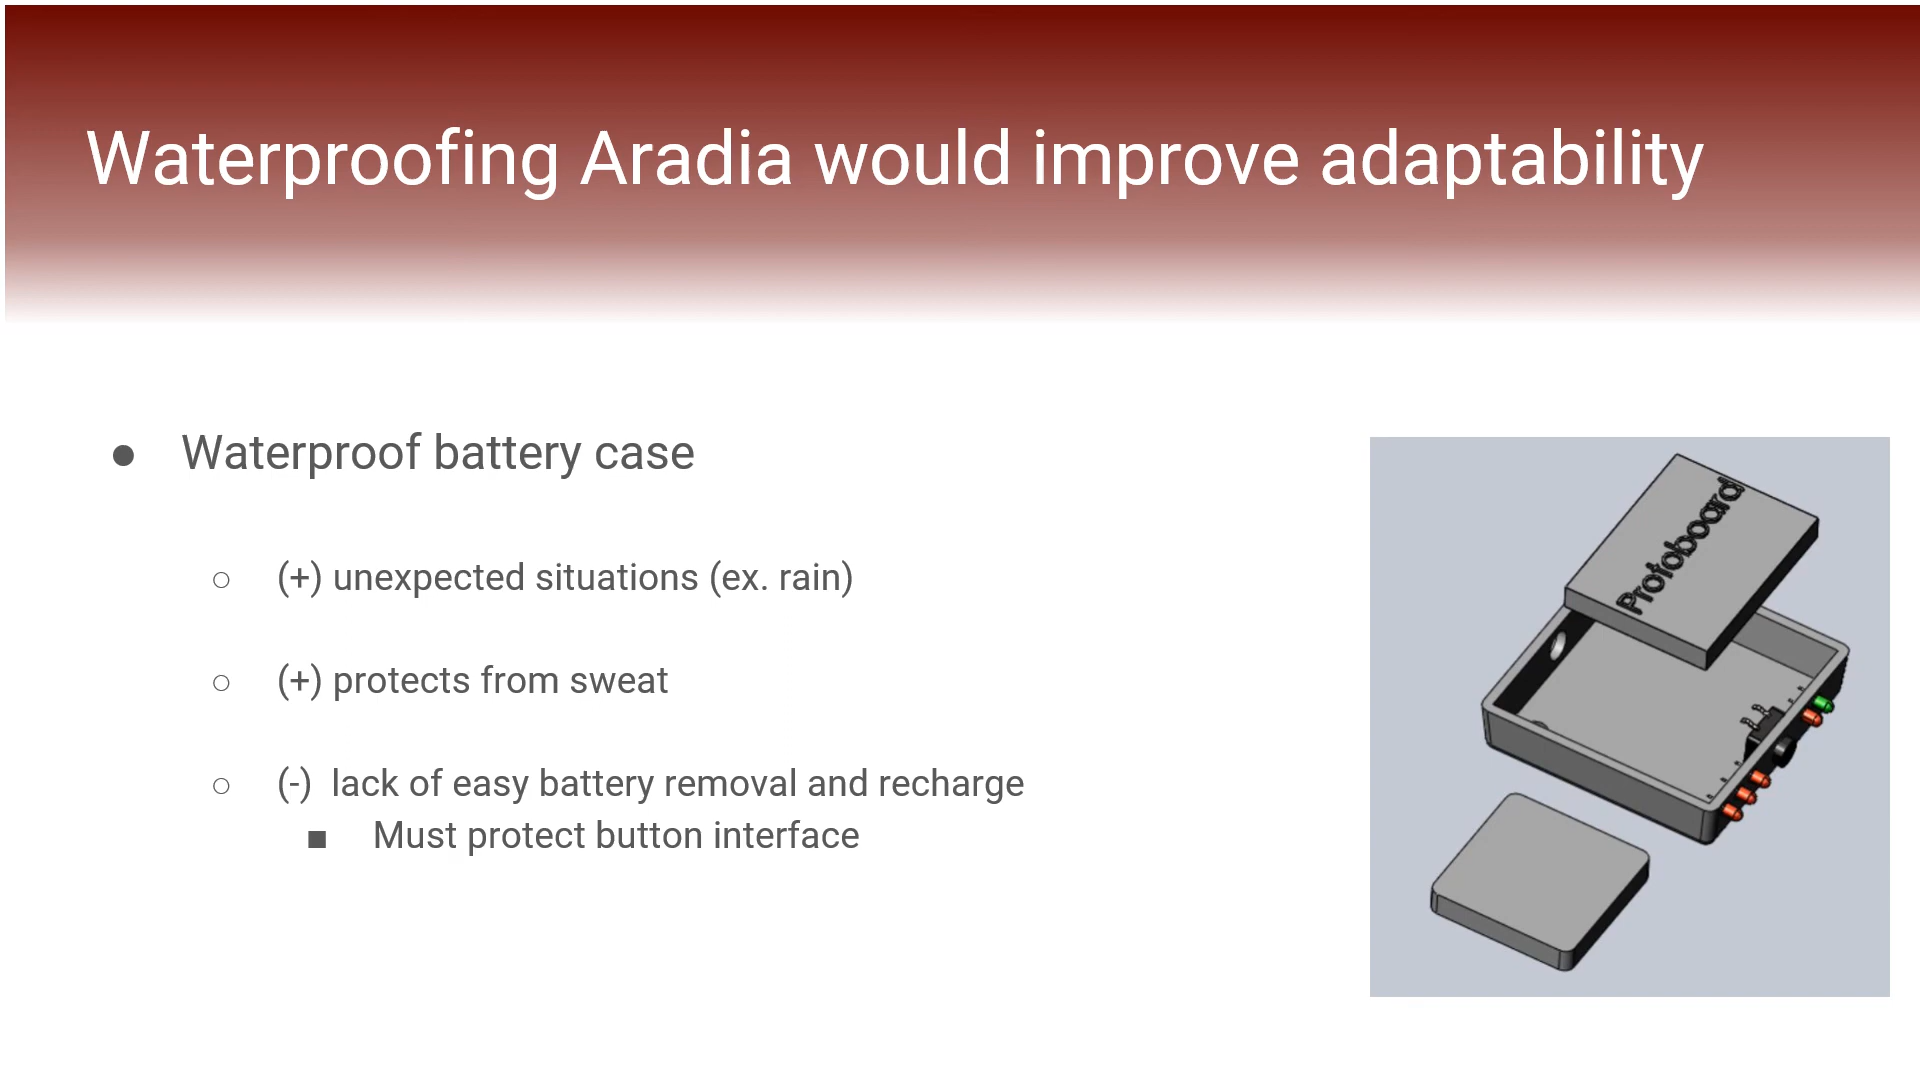 Waterproofing Aradia would improve adaptability
● Waterproof battery case
○ (+) unexpected situations (ex. rain)
○ (+) protects from sweat
○ (-) lack of easy battery removal and recharge
■ Must protect button interface
Protoboard